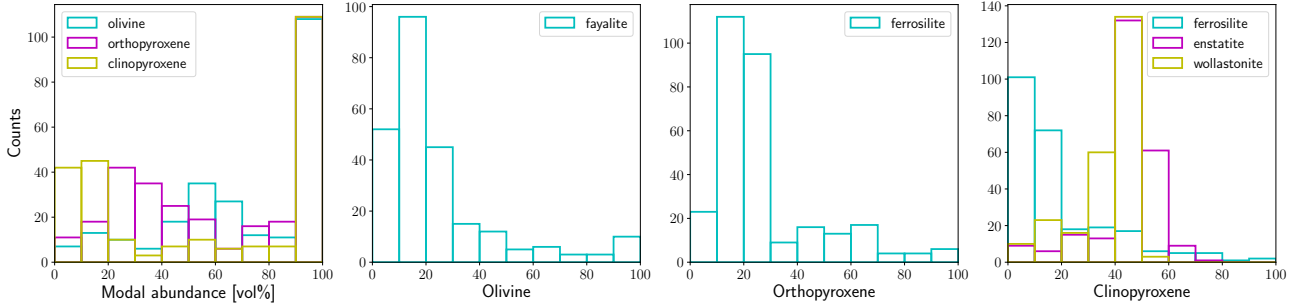 olivine
orthopyroxene
clinopyroxene
100
80
60
40
20
0
Counts
0 20 40 60 80 100
Modal abundance [vol%]
fayalite
100
80
60
40
20
0
0 20 40 60 80 100
Olivine
ferrosilite
100
80
60
40
20
0
0 20 40 60 80 100
Orthopyroxene
ferrosilite
enstatite
wollastonite
140
120
100
80
60
40
20
0
0 20 40 60 80 100
Clinopyroxene